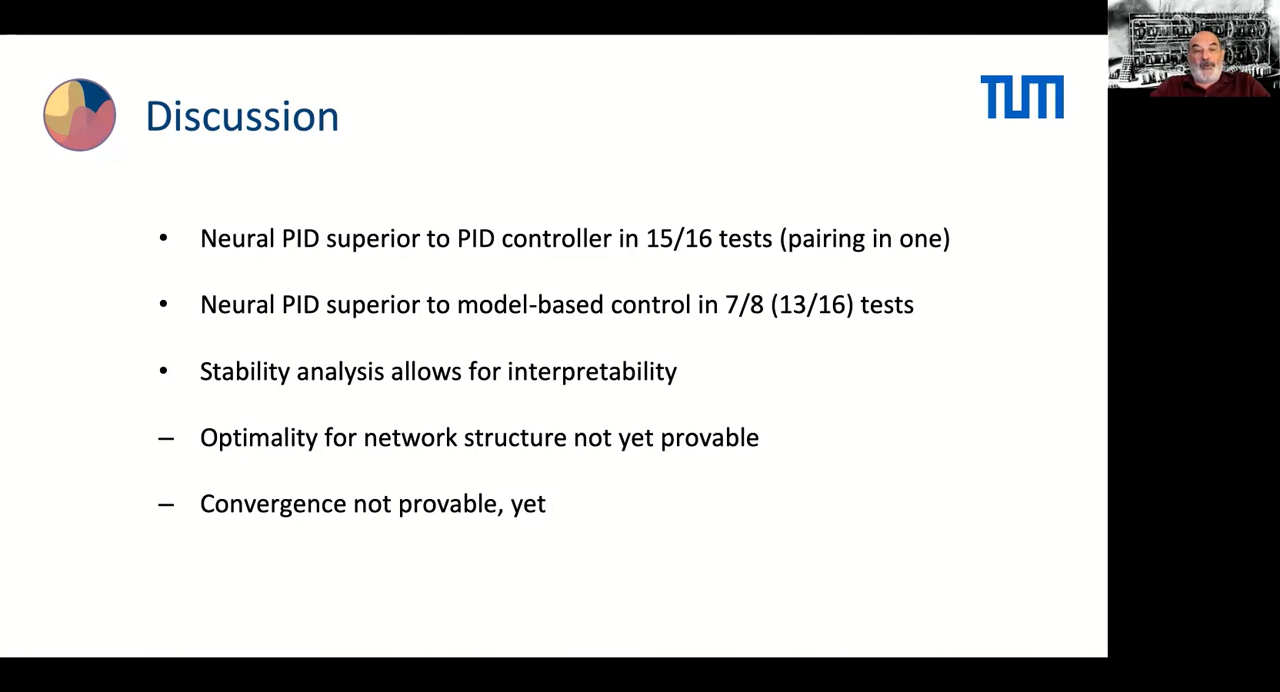 Discussion
TUM
• Neural PID superior to PID controller in 15/16 tests (pairing in one)
• Neural PID superior to model-based control in 7/8 (13/16) tests
• Stability analysis allows for interpretability
– Optimality for network structure not yet provable
– Convergence not provable, yet